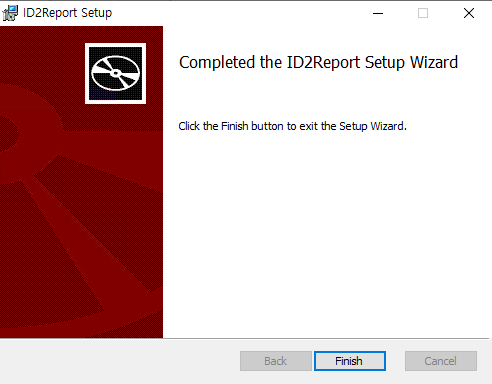 ID2Report Setup
Completed the ID2Report Setup Wizard
Click the Finish button to exit the Setup Wizard.
Back
Finish
Cancel